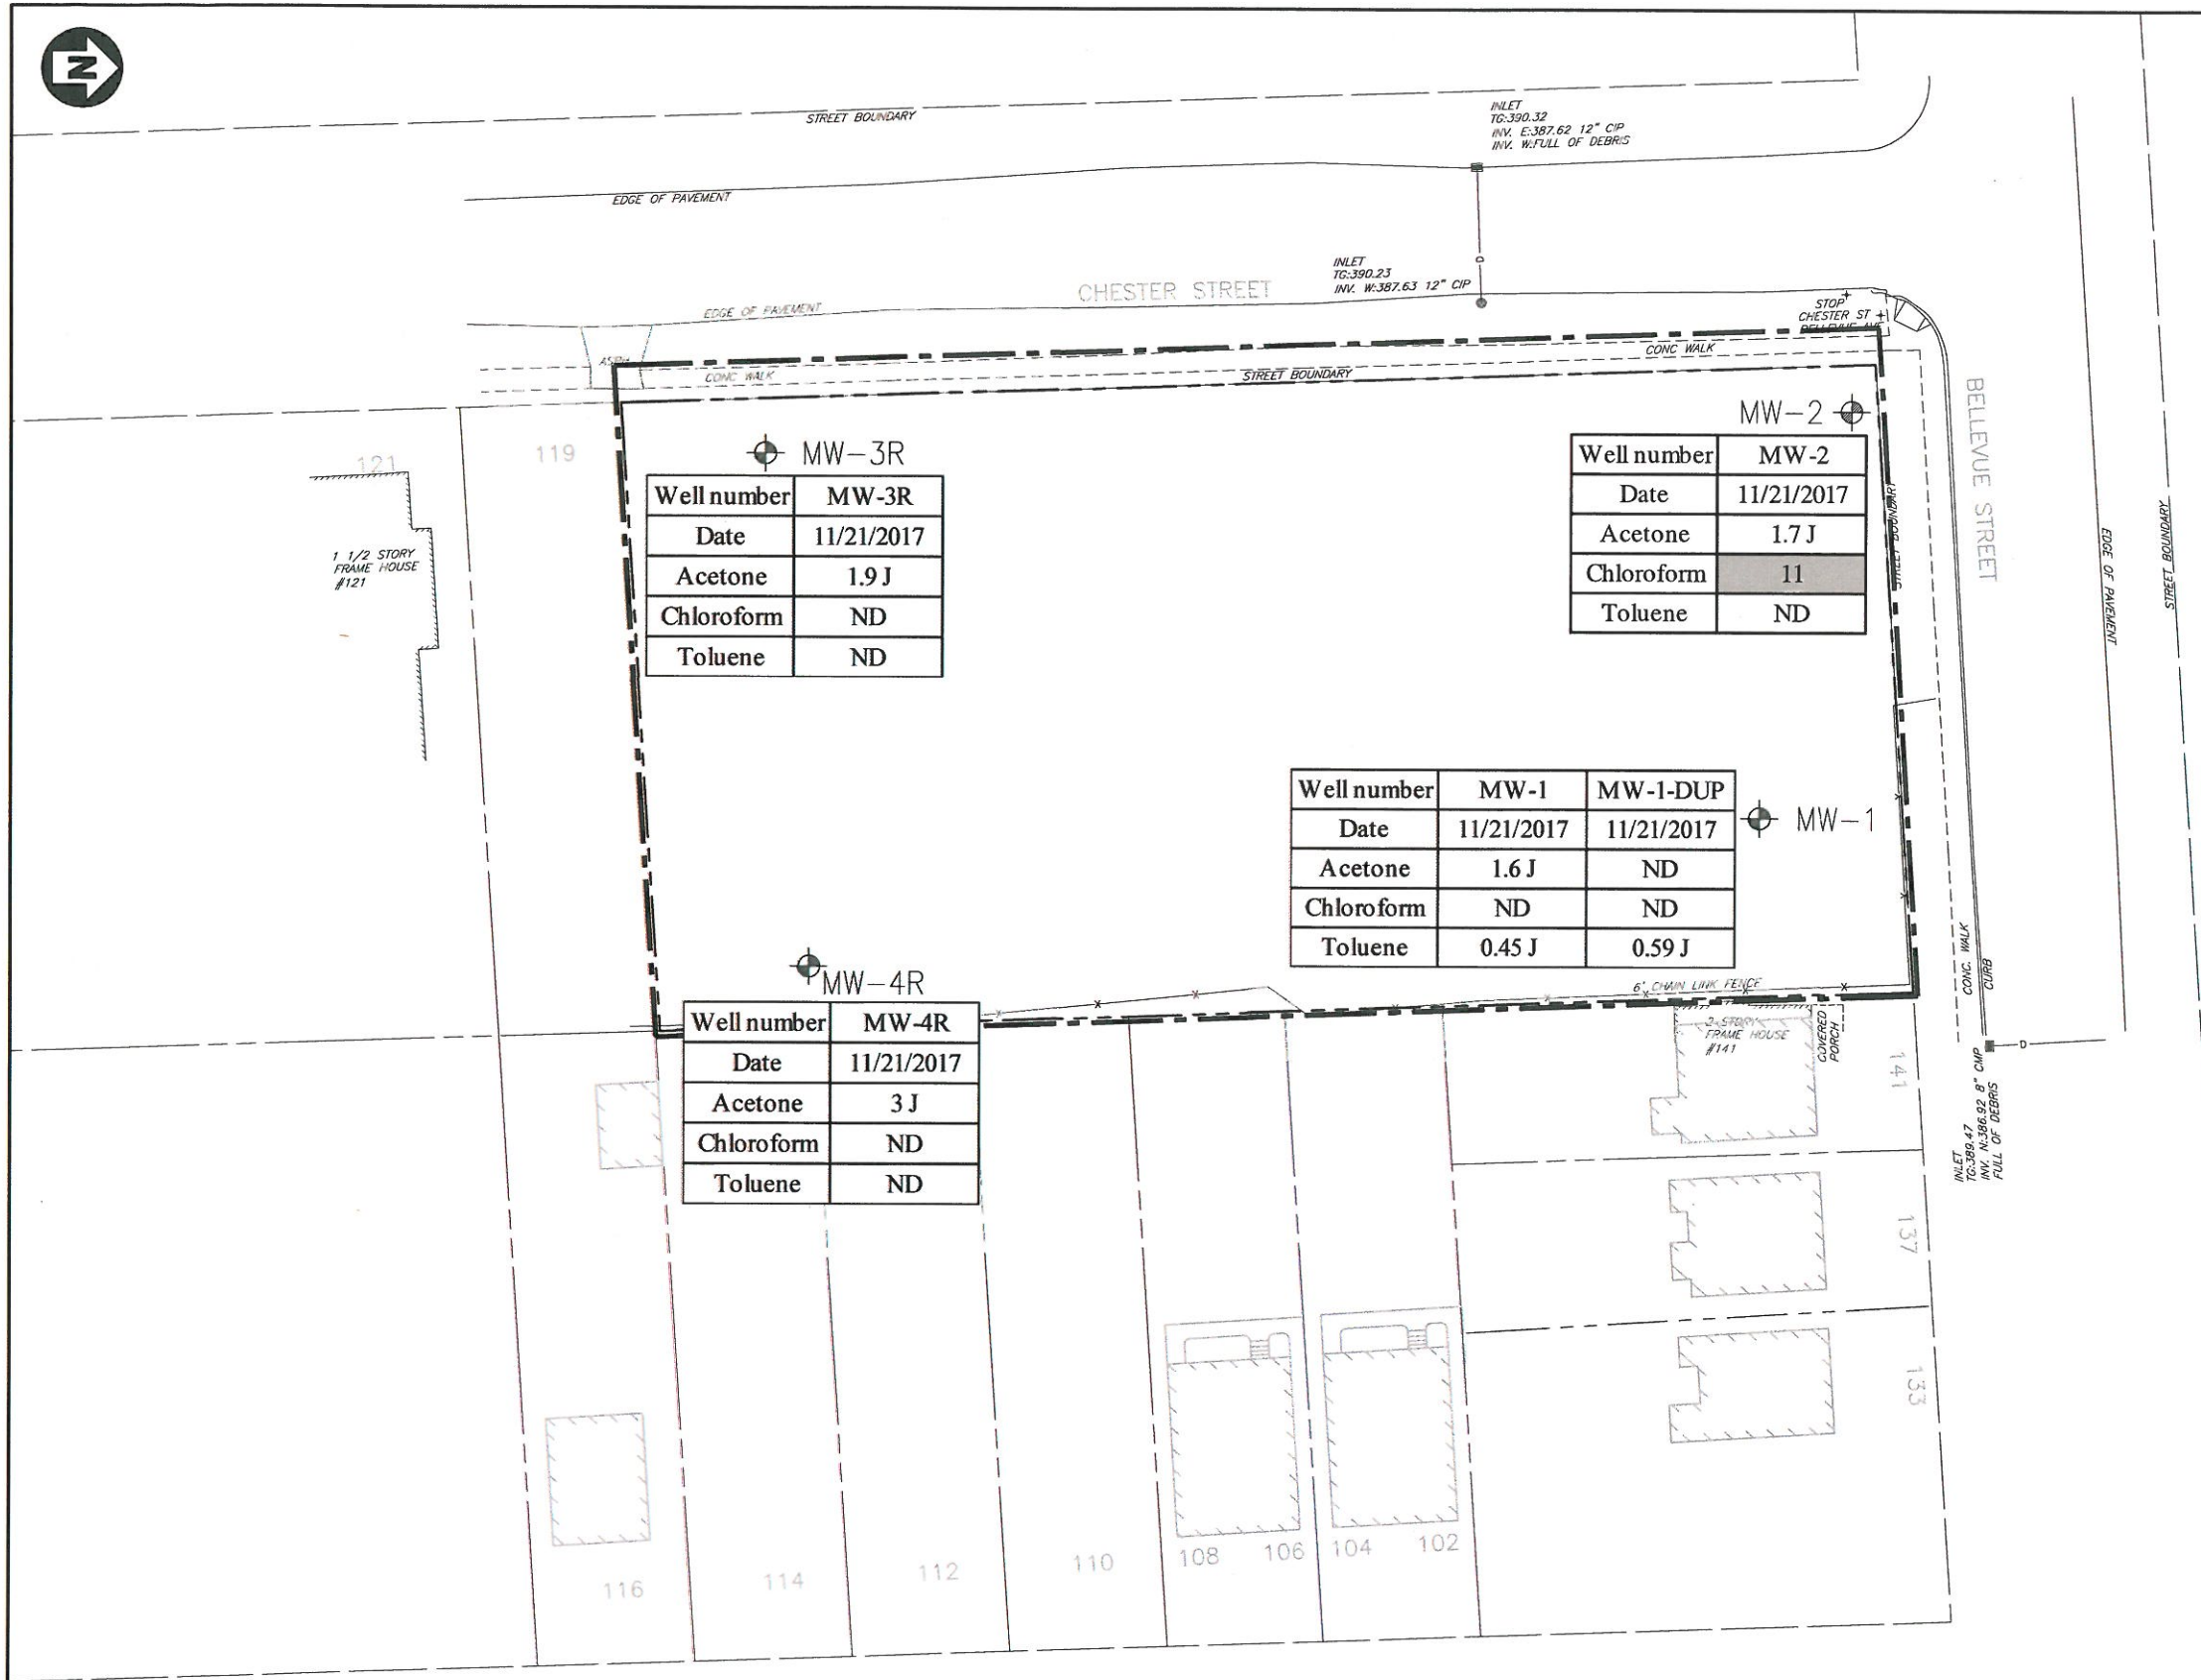 N
STREET BOUNDARY
INLET
TG:390.32
INV. E:387.62 12" CIP
INV. W:FULL OF DEBRIS
EDGE OF PAVEMENT
INLET
TG:390.23
INV. W:387.63 12" CIP
CHESTER STREET
EDGE OF PAVEMENT
STOP
CHESTER ST
BELLEVUE AVE
CONC WALK
CONC WALK
STREET BOUNDARY
BELLEVUE STREET
STREET BOUNDARY
EDGE OF PAVEMENT
STREET BOUNDARY
121
119
1 1/2 STORY
FRAME HOUSE
#121
MW-3R
Well number MW-3R
Date 11/21/2017
Acetone 1.9 J
Chloroform ND
Toluene ND
MW-2
Well number MW-2
Date 11/21/2017
Acetone 1.7 J
Chloroform 11
Toluene ND
Well number MW-1 MW-1-DUP
Date 11/21/2017 11/21/2017
Acetone 1.6 J ND
Chloroform ND ND
Toluene 0.45 J 0.59 J
MW-1
MW-4R
Well number MW-4R
Date 11/21/2017
Acetone 3 J
Chloroform ND
Toluene ND
6' CHAIN LINK FENCE
2-STORY
FRAME HOUSE
#141
COVERED
PORCH
CONC. WALK
CURB
D
D
INLET
TG:389.47
INV. N:386.92 8" CMP
FULL OF DEBRIS
141
137
133
116
114
112
110
108
106
104
102